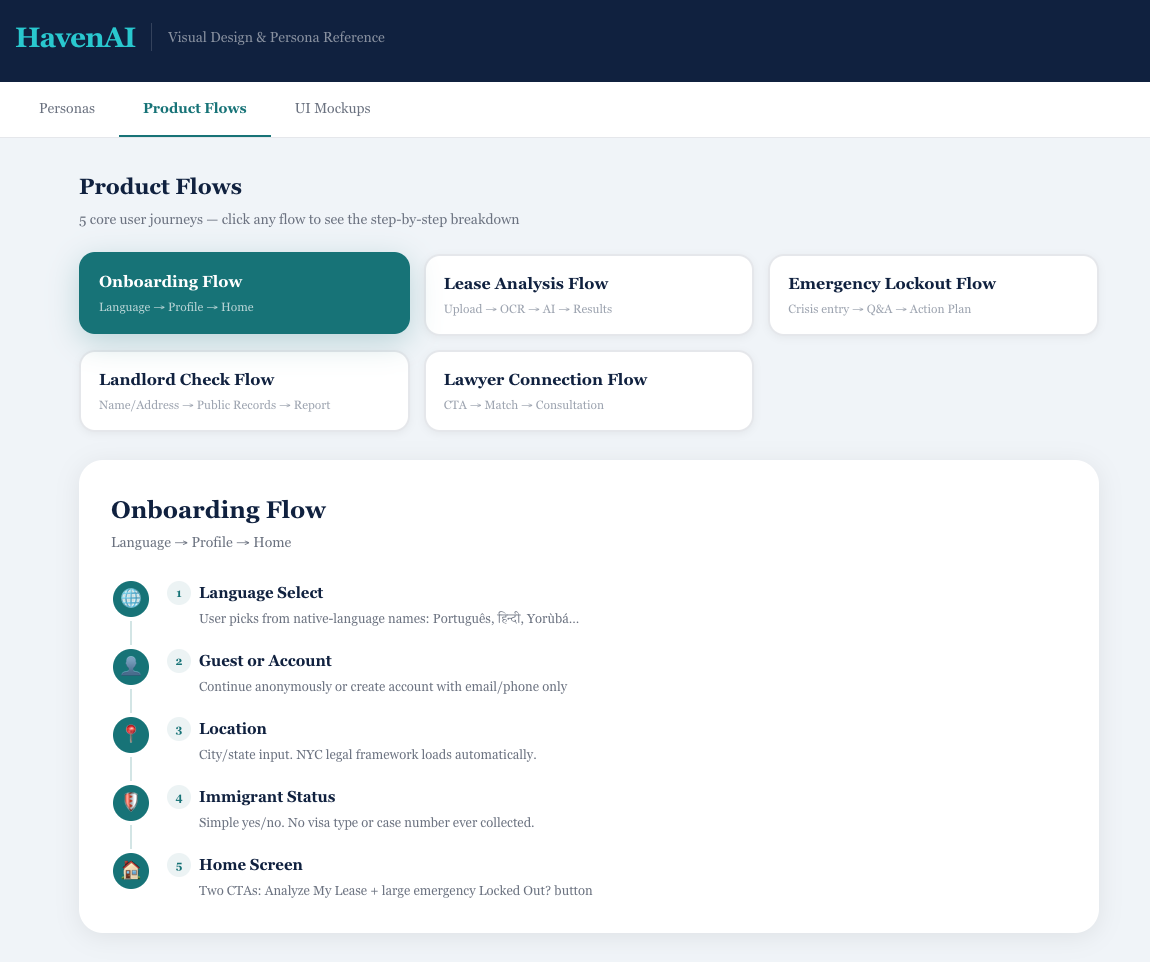 HavenAI
Visual Design & Persona Reference
Personas
Product Flows
UI Mockups
Product Flows
5 core user journeys — click any flow to see the step-by-step breakdown
Onboarding Flow
Language → Profile → Home
Lease Analysis Flow
Upload → OCR → AI → Results
Emergency Lockout Flow
Crisis entry → Q&A → Action Plan
Landlord Check Flow
Name/Address → Public Records → Report
Lawyer Connection Flow
CTA → Match → Consultation
Onboarding Flow
Language → Profile → Home
1 Language Select
User picks from native-language names: Português, हिन्दी, Yorùbá...
2 Guest or Account
Continue anonymously or create account with email/phone only
3 Location
City/state input. NYC legal framework loads automatically.
4 Immigrant Status
Simple yes/no. No visa type or case number ever collected.
5 Home Screen
Two CTAs: Analyze My Lease + large emergency Locked Out? button